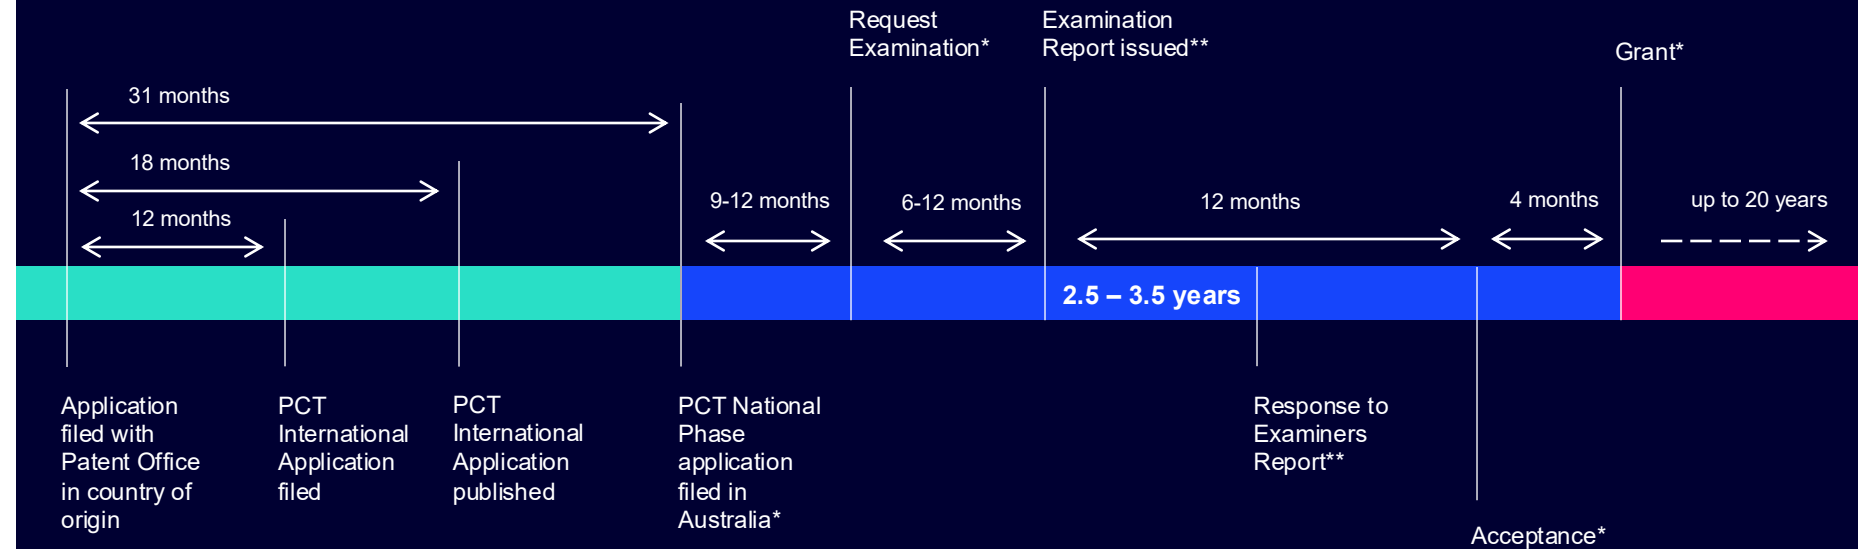 Request
Examination*
Examination
Report issued**
Grant*
31 months
18 months
12 months
9-12 months
6-12 months
12 months
4 months
up to 20 years
2.5 – 3.5 years
Application
filed with
Patent Office
in country of
origin
PCT
International
Application
filed
PCT
International
Application
published
PCT National
Phase
application
filed in
Australia*
Response to
Examiners
Report**
Acceptance*